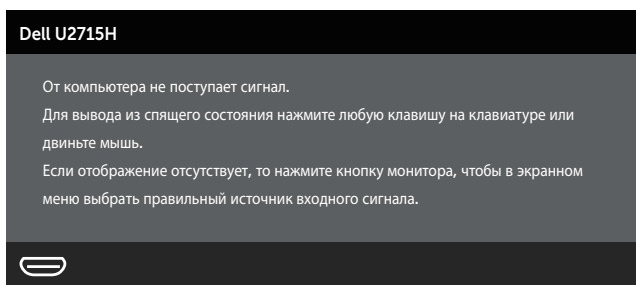 Dell U2715H
От компьютера не поступает сигнал.
Для вывода из спящего состояния нажмите любую клавишу на клавиатуре или
двиньте мышь.
Если отображение отсутствует, то нажмите кнопку монитора, чтобы в экранном
меню выбрать правильный источник входного сигнала.